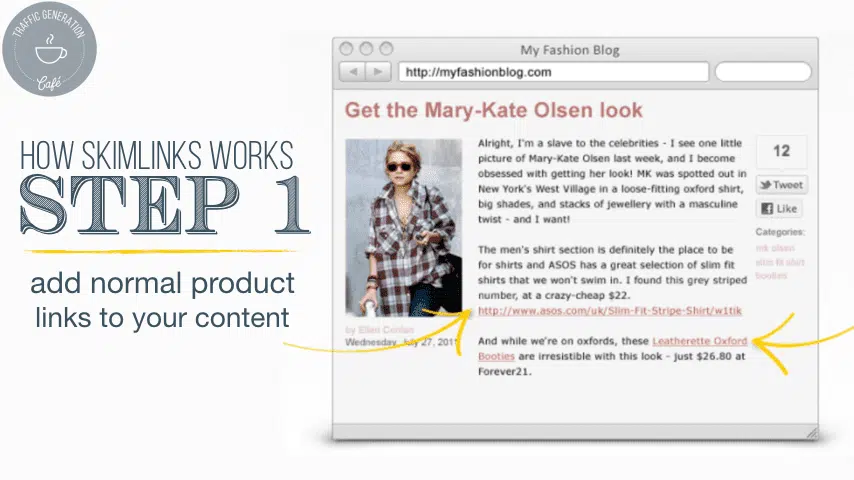 TRAFFIC GENERATION
Café
HOW SKIMLINKS WORKS
STEP 1
add normal product
links to your content
My Fashion Blog
http://myfashionblog.com
Get the Mary-Kate Olsen look
Alright, I'm a slave to the celebrities - I see one little
picture of Mary-Kate Olsen last week, and I become
obsessed with getting her look! MK was spotted out in
New York's West Village in a loose-fitting oxford shirt,
big shades, and stacks of jewellery with a masculine
twist - and I want!
The men's shirt section is definitely the place to be
for shirts and ASOS has a great selection of slim fit
shirts that we won't swim in. I found this grey striped
number, at a crazy-cheap $22.
http://www.asos.com/uk/Slim-Fit-Stripe-Shirt/w1tik
And while we're on oxfords, these Leatherette Oxford
Booties are irresistible with this look - just $26.80 at
Forever21.
by Ellen Conlan
Wednesday, July 27, 2011
12
Tweet
Like
Categories:
mk olsen
slim fit shirt
booties